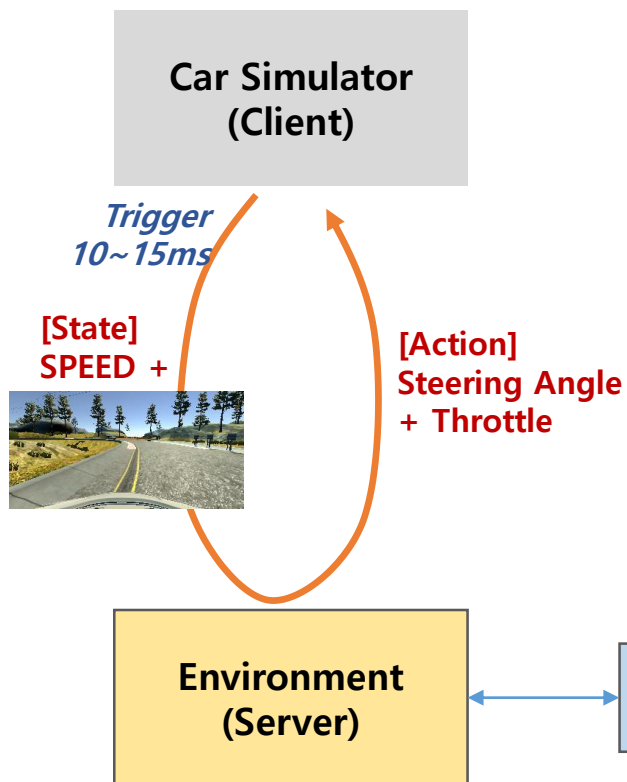 Car Simulator
(Client)
Trigger
10~15ms
[State]
SPEED +
[Action]
Steering Angle
+ Throttle
Environment
(Server)